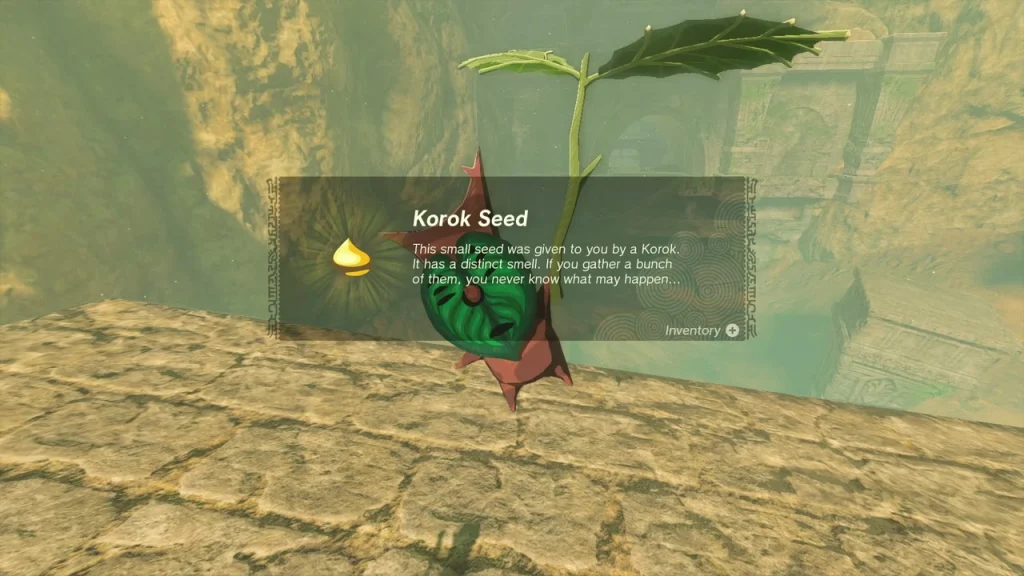 Korok Seed
This small seed was given to you by a Korok.
It has a distinct smell. If you gather a bunch
of them, you never know what may happen...
Inventory